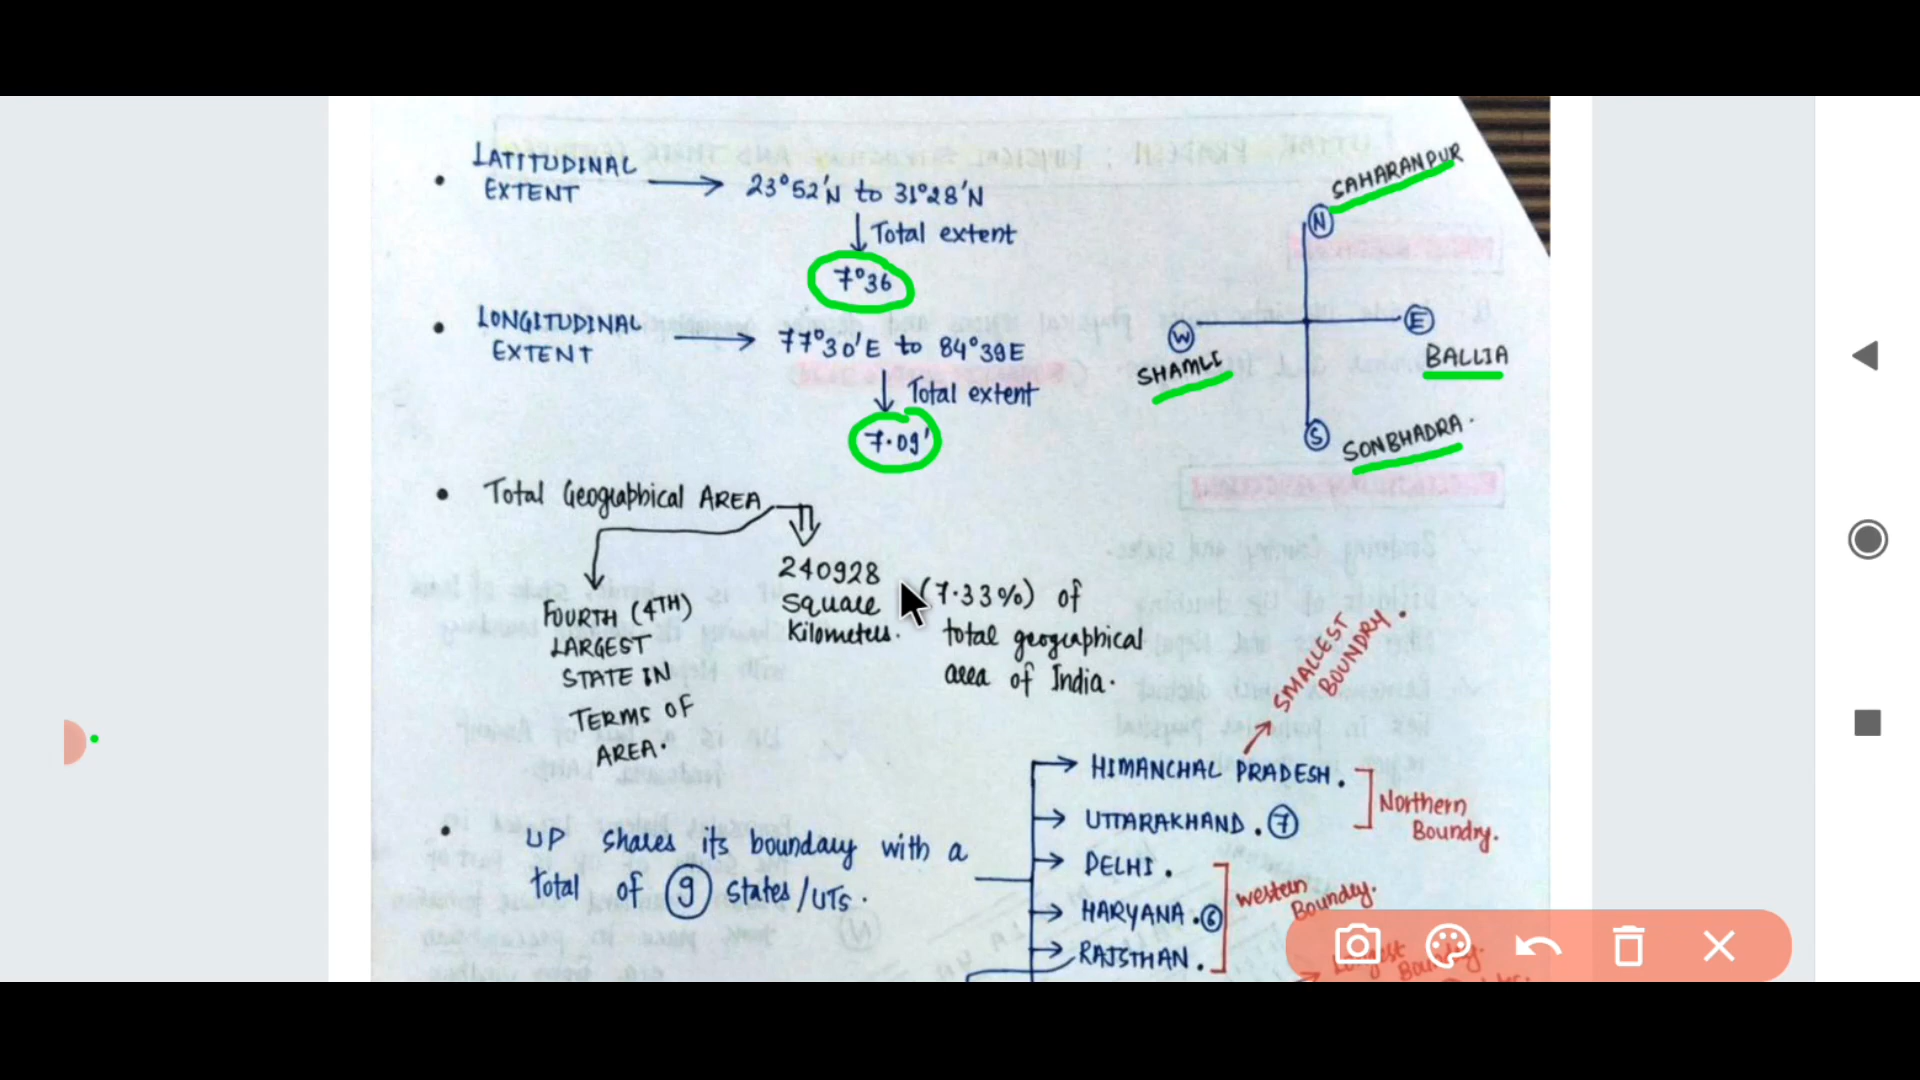 LATITUDINAL EXTENT → 23°52'N to 31°28'N
↓ Total extent
7°36
LONGITUDINAL EXTENT → 77°30'E to 84°39E
↓ Total extent
7.09'
N SAHARANPUR
W SHAMLI
E BALLIA
S SONBHADRA.
Total Geographical AREA
FOURTH (4TH)
LARGEST
STATE IN
TERMS OF
AREA.
240928
Square
Kilometers.
(7.33%) of
total geographical
area of India.
UP shares its boundary with a
total of 9 states/UTs.
→ HIMANCHAL PRADESH.
SMALLEST
BOUNDRY.
→ UTTARAKHAND. 7
Northern
Boundry.
→ DELHI.
→ HARYANA. 6
→ RAJSTHAN.
Western
Boundry.